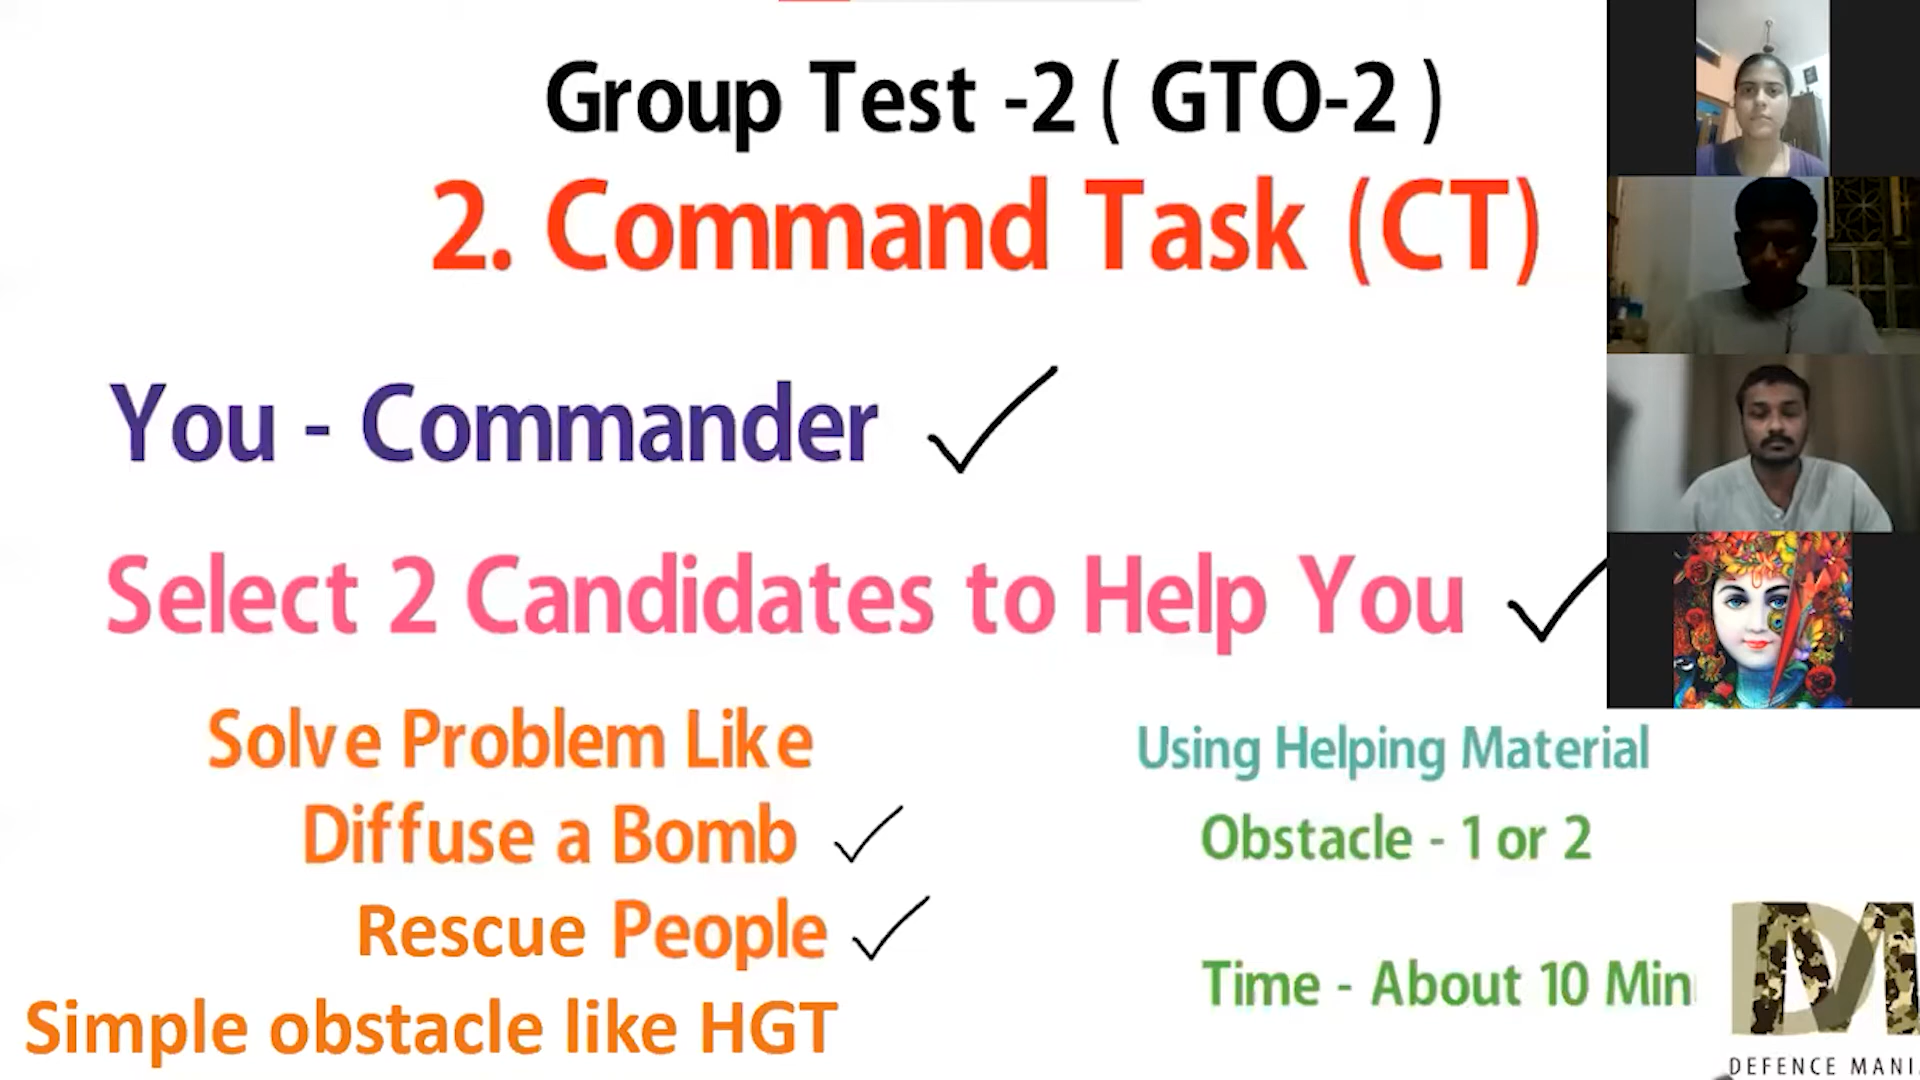 Group Test -2 ( GTO-2 )
2. Command Task (CT)
You - Commander
Select 2 Candidates to Help You
Solve Problem Like
Diffuse a Bomb
Rescue People
Simple obstacle like HGT
Using Helping Material
Obstacle - 1 or 2
Time - About 10 Min
DM
DEFENCE MANI